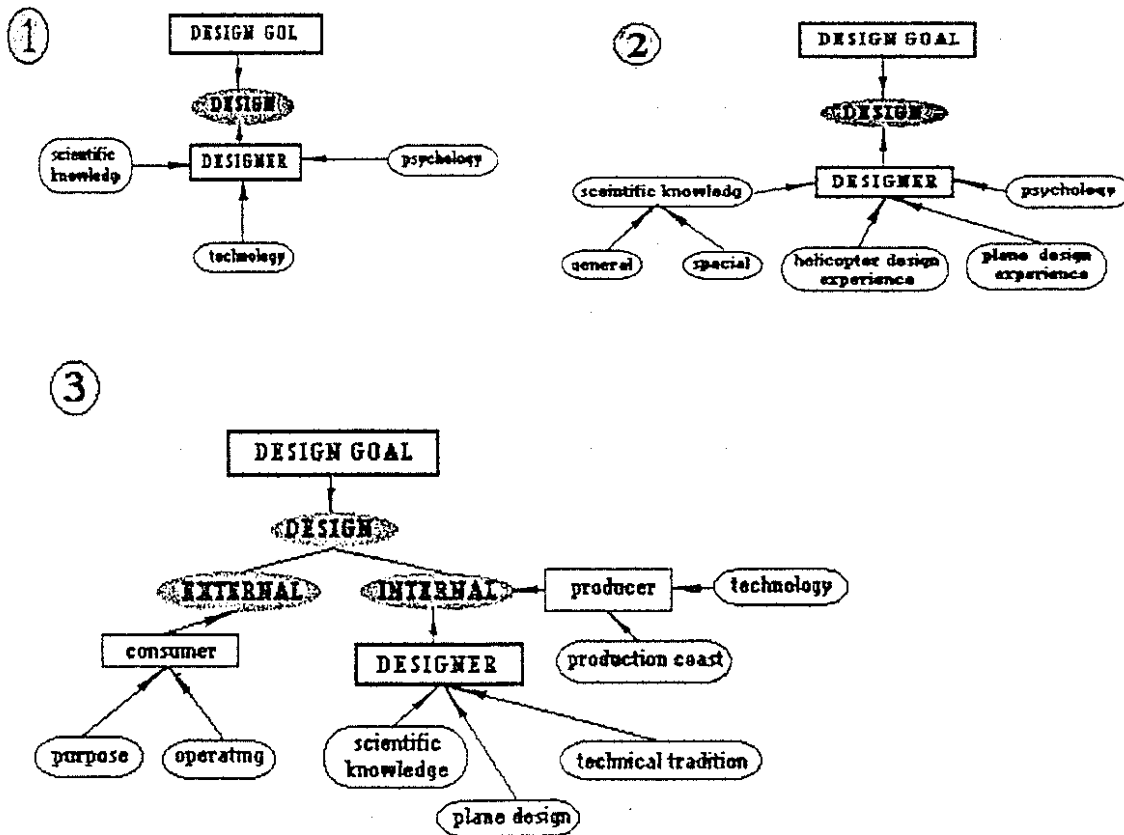 1
DESIGN GOL
DESIGN
scientific
knowledg
DESIGNER
psychology
technology
2
DESIGN GOAL
DESIGN
sceintific knowledg
DESIGNER
psychology
general
special
helicopter design
experience
plane design
experience
3
DESIGN GOAL
DESIGN
EXTERNAL
INTERNAL
producer
technology
consumer
DESIGNER
production coast
purpose
operating
scientific
knowledge
technical tradition
plane design